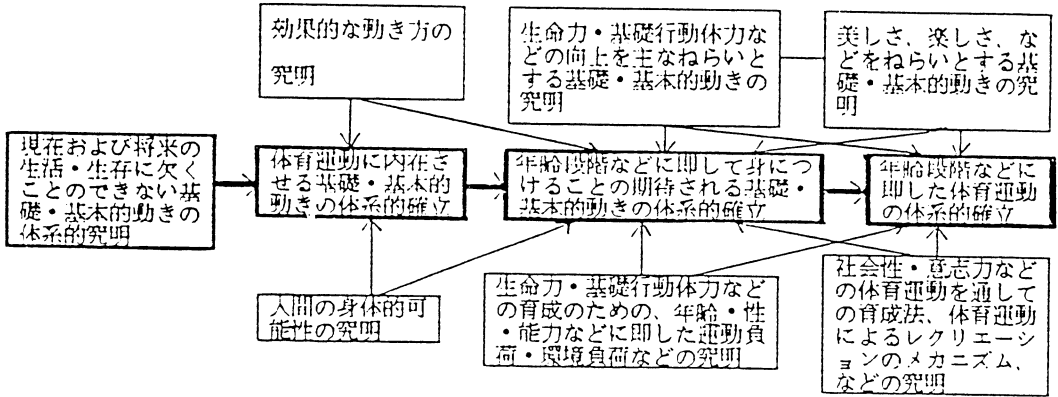 効果的な動き方の
究明
生命力・基礎行動体力な
どの向上を主なねらいと
する基礎・基本的動きの
究明
美しさ、楽しさ、な
どをねらいとする基
礎・基本的動きの究
明
現在および将来の
生活・生存に欠く
ことのできない基
礎・基本的動きの
体系的究明
体育運動に内在さ
せる基礎・基本的
動きの体系的確立
年齢段階などに即して身につ
けることの期待される基礎・
基本的動きの体系的確立
年齢段階などに
即した体育運動
の体系的確立
人間の身体的可
能性の究明
生命力・基礎行動体力など
の育成のための、年齢・性
・能力などに即した運動負
荷・環境負荷などの究明
社会性・意志力など
の体育運動を通して
の育成法、体育運動
によるレクリエーシ
ョンのメカニズム、
などの究明